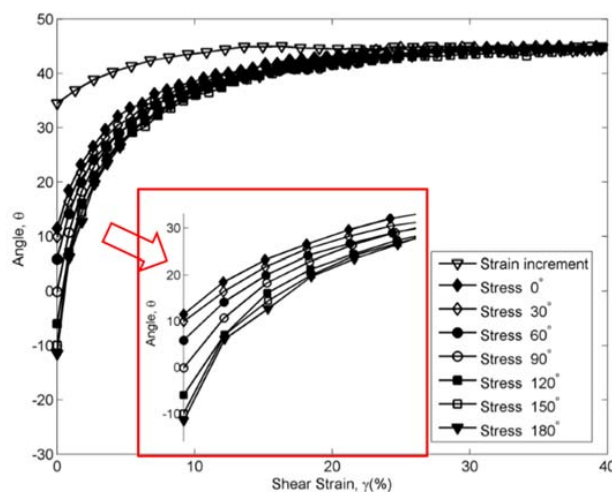 50
40
30
20
10
0
-10
-20
-30
Angle, θ
0 10 20 30 40
Shear Strain, γ(%)
30
20
10
0
-10
Angle, θ
Strain increment
Stress 0°
Stress 30°
Stress 60°
Stress 90°
Stress 120°
Stress 150°
Stress 180°